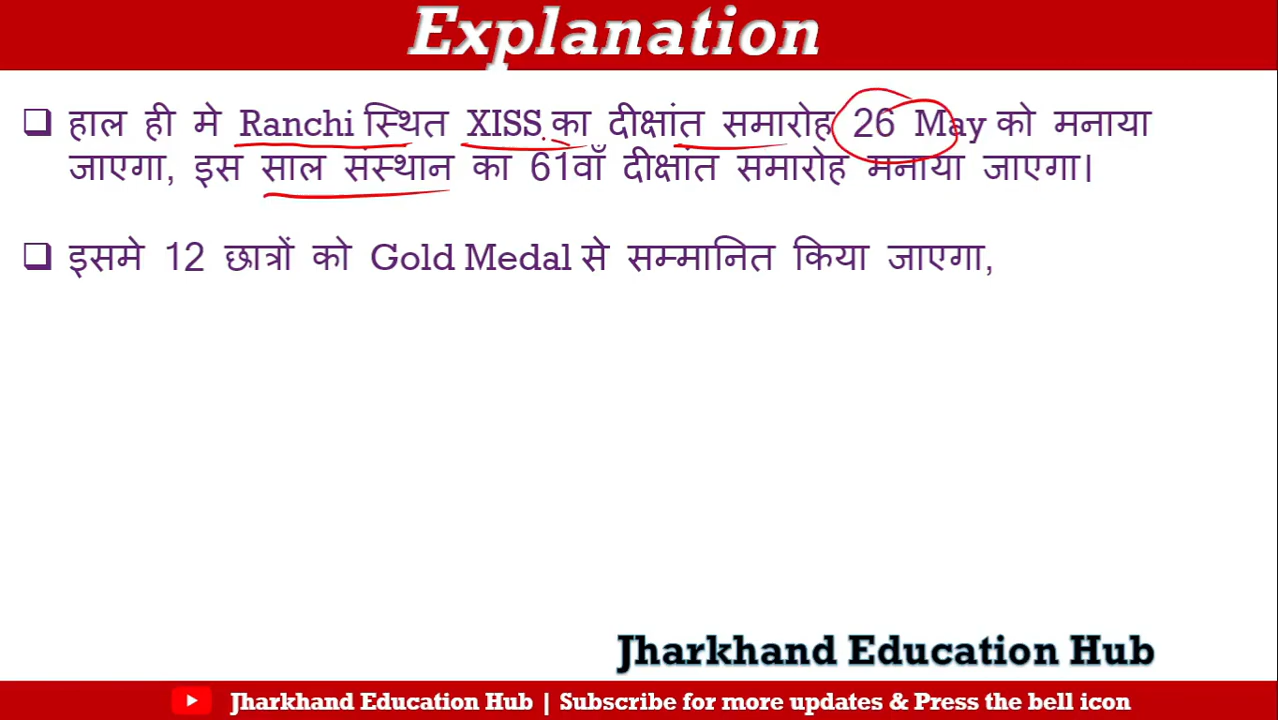 Explanation
हाल ही मे Ranchi स्थित XISS का दीक्षांत समारोह 26 May को मनाया
जाएगा, इस साल संस्थान का 61वाँ दीक्षांत समारोह मनाया जाएगा।
इसमे 12 छात्रों को Gold Medal से सम्मानित किया जाएगा,
Jharkhand Education Hub
Jharkhand Education Hub | Subscribe for more updates & Press the bell icon